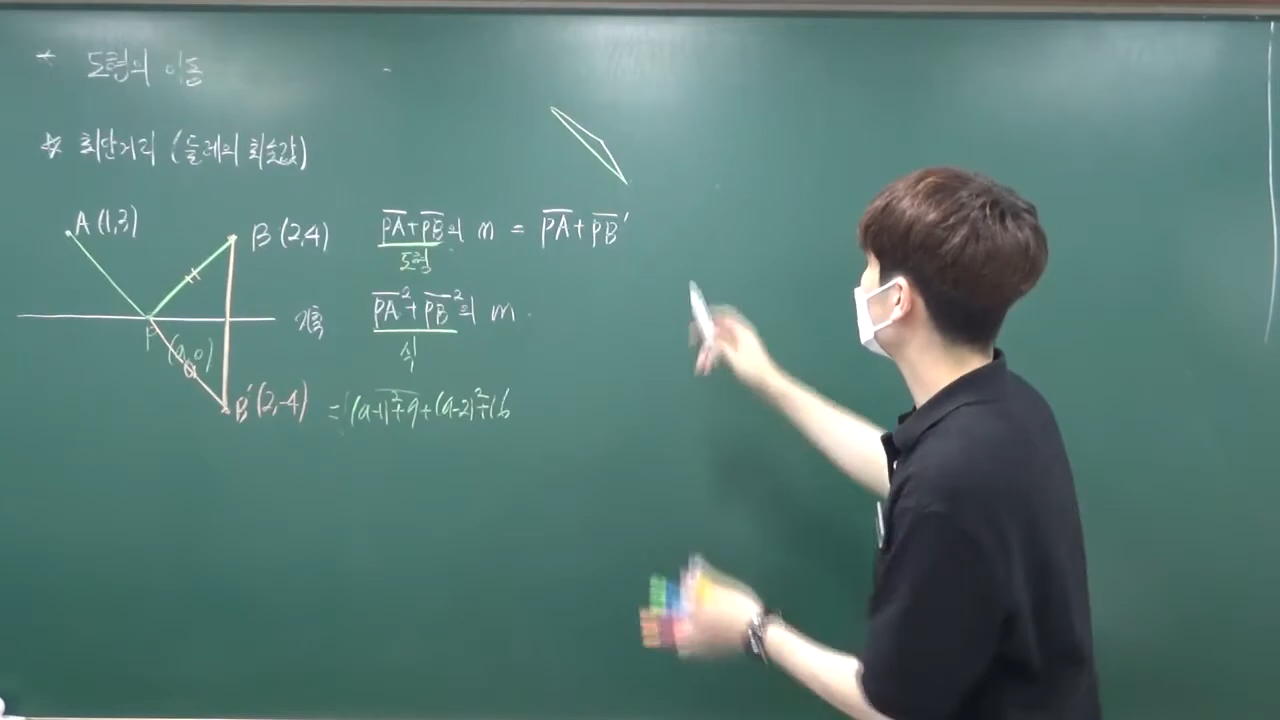 * 도형의 이동
☆ 최단거리 (둘레의 최솟값)
A(1,3)
B(2,4)
PA+PB의 m = PA+PB'
도형
x축
PA²+PB²의 m
식
P(a,0)
B'(2,-4)
=(a-1)²+9+(a-2)²+16